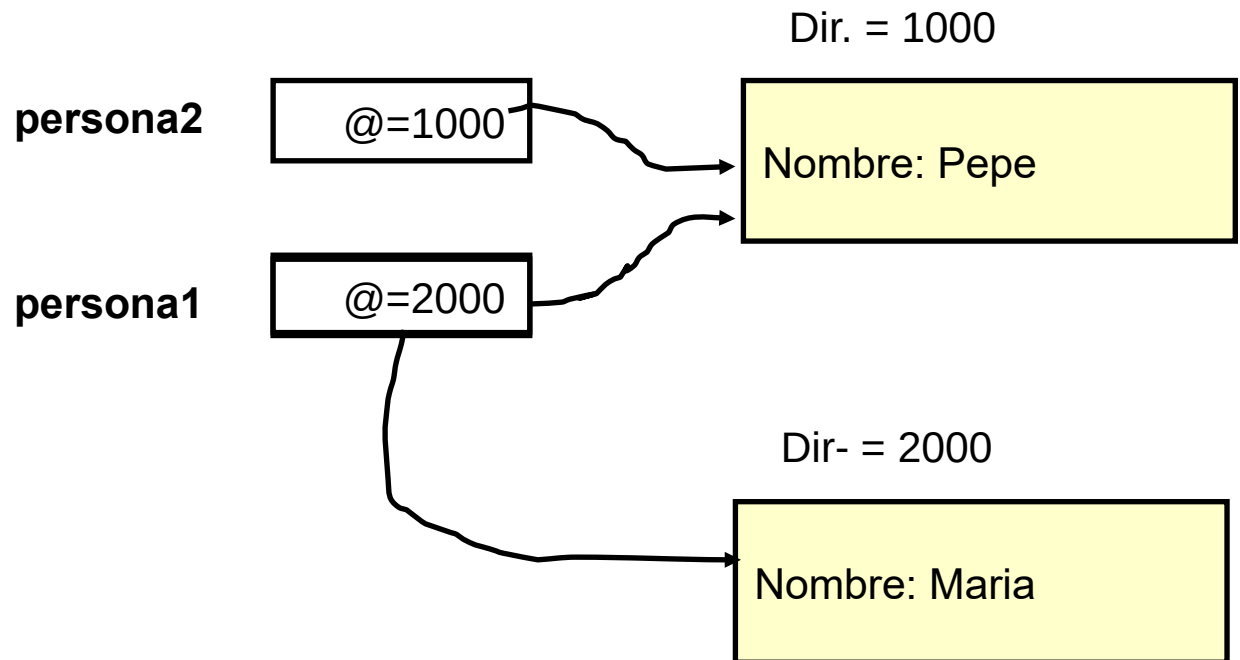 Dir. = 1000
persona2
@=1000
Nombre: Pepe
persona1
@=2000
Dir- = 2000
Nombre: Maria